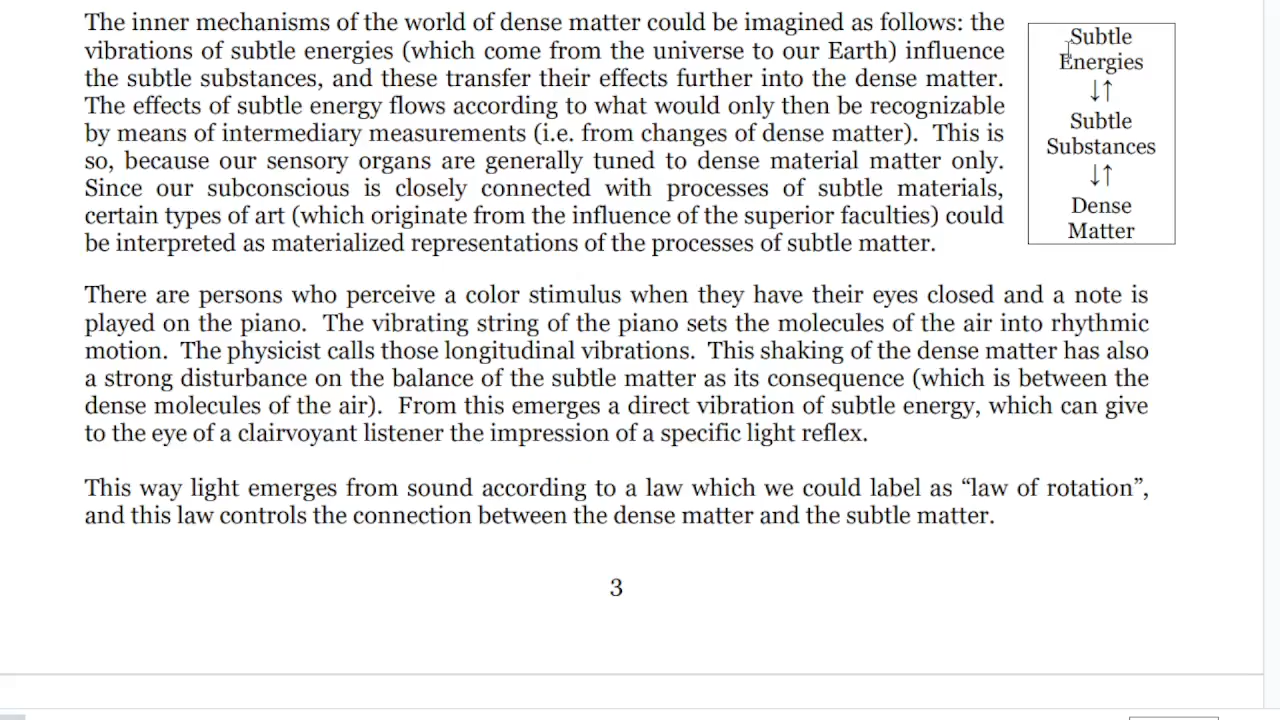 The inner mechanisms of the world of dense matter could be imagined as follows: the
vibrations of subtle energies (which come from the universe to our Earth) influence
the subtle substances, and these transfer their effects further into the dense matter.
The effects of subtle energy flows according to what would only then be recognizable
by means of intermediary measurements (i.e. from changes of dense matter).  This is
so, because our sensory organs are generally tuned to dense material matter only.
Since our subconscious is closely connected with processes of subtle materials,
certain types of art (which originate from the influence of the superior faculties) could
be interpreted as materialized representations of the processes of subtle matter.
Subtle
Energies
↓↑
Subtle
Substances
↓↑
Dense
Matter
There are persons who perceive a color stimulus when they have their eyes closed and a note is
played on the piano.  The vibrating string of the piano sets the molecules of the air into rhythmic
motion.  The physicist calls those longitudinal vibrations.  This shaking of the dense matter has also
a strong disturbance on the balance of the subtle matter as its consequence (which is between the
dense molecules of the air).  From this emerges a direct vibration of subtle energy, which can give
to the eye of a clairvoyant listener the impression of a specific light reflex.
This way light emerges from sound according to a law which we could label as “law of rotation”,
and this law controls the connection between the dense matter and the subtle matter.
3